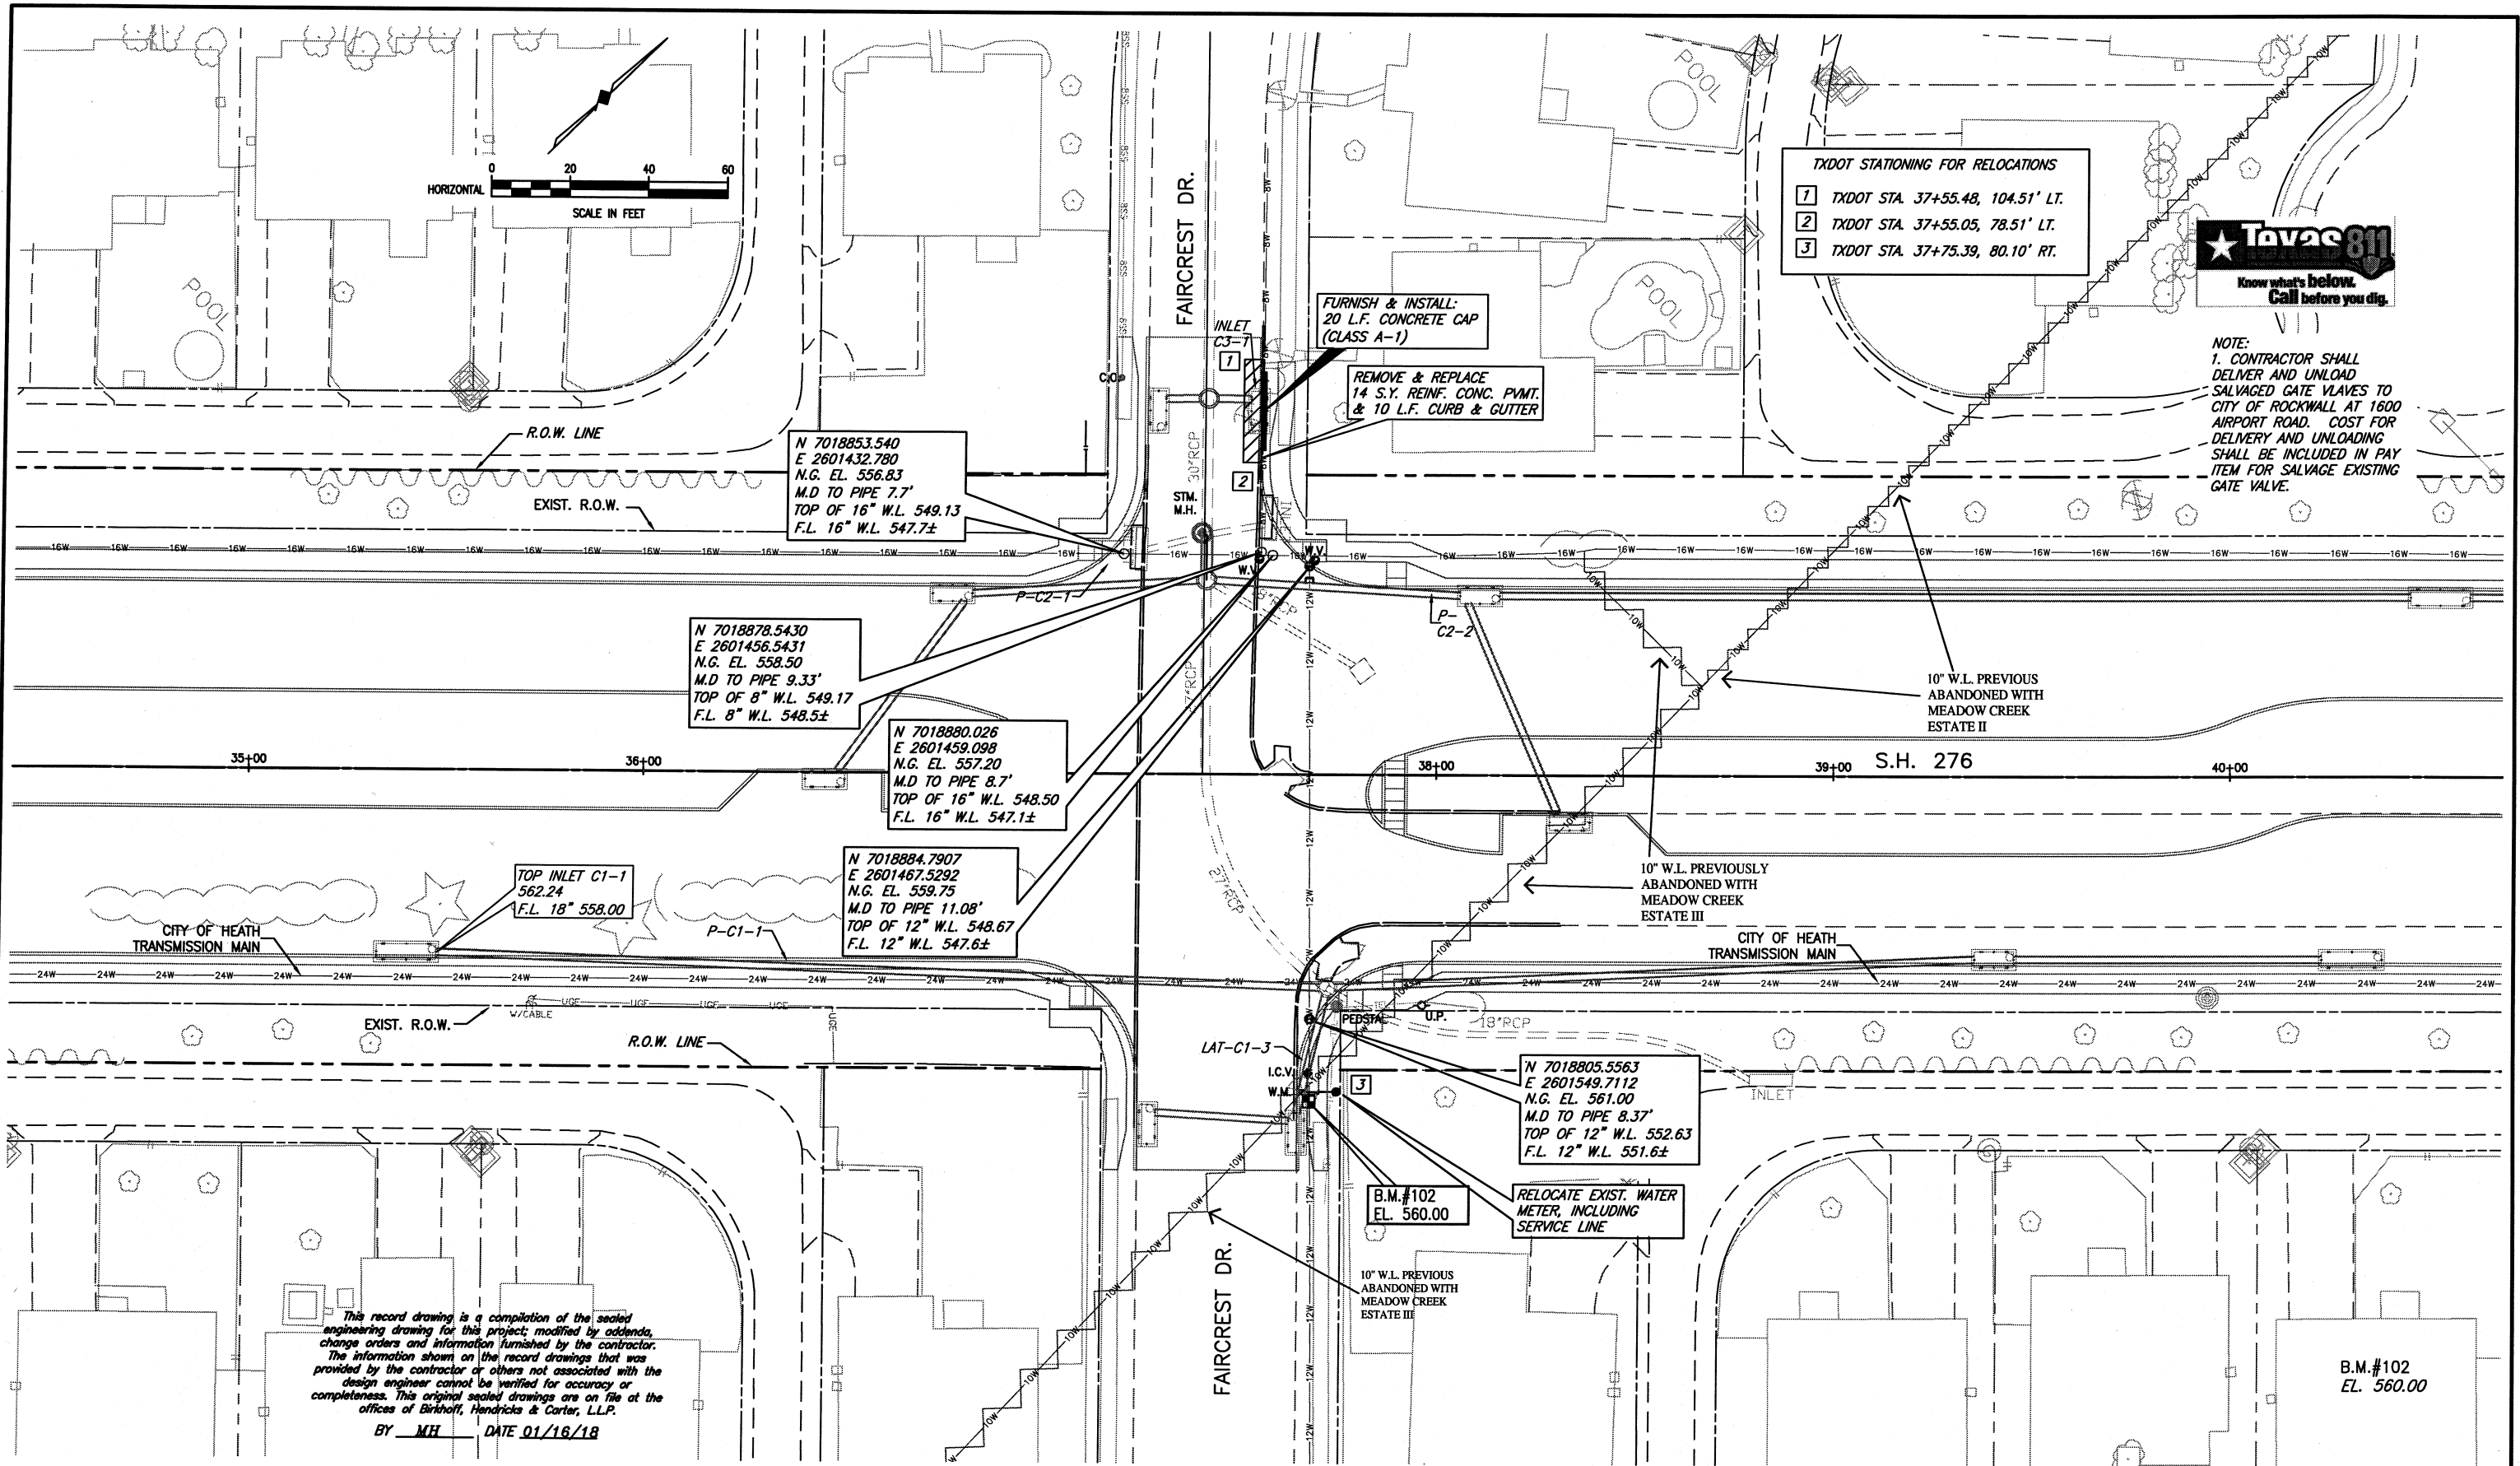 0 20 40 60
HORIZONTAL
SCALE IN FEET
POOL
R.O.W. LINE
EXIST. R.O.W.
FAIRCREST DR.
INLET
C3-1
1
2
STM.
M.H.
30"RCP
FURNISH & INSTALL:
20 L.F. CONCRETE CAP
(CLASS A-1)
REMOVE & REPLACE
14 S.Y. REINF. CONC. PVMT.
& 10 L.F. CURB & GUTTER
POOL
POOL
TXDOT STATIONING FOR RELOCATIONS
1 TXDOT STA. 37+55.48, 104.51' LT.
2 TXDOT STA. 37+55.05, 78.51' LT.
3 TXDOT STA. 37+75.39, 80.10' RT.
Texas 811
Know what's below.
Call before you dig.
NOTE:
1. CONTRACTOR SHALL
DELIVER AND UNLOAD
SALVAGED GATE VLAVES TO
CITY OF ROCKWALL AT 1600
AIRPORT ROAD. COST FOR
DELIVERY AND UNLOADING
SHALL BE INCLUDED IN PAY
ITEM FOR SALVAGE EXISTING
GATE VALVE.
N 7018853.540
E 2601432.780
N.G. EL. 556.83
M.D TO PIPE 7.7'
TOP OF 16" W.L. 549.13
F.L. 16" W.L. 547.7±
P-C2-1
W.V.
W.V.
P-
C2-2
N 7018878.5430
E 2601456.5431
N.G. EL. 558.50
M.D TO PIPE 9.33'
TOP OF 8" W.L. 549.17
F.L. 8" W.L. 548.5±
N 7018880.026
E 2601459.098
N.G. EL. 557.20
M.D TO PIPE 8.7'
TOP OF 16" W.L. 548.50
F.L. 16" W.L. 547.1±
N 7018884.7907
E 2601467.5292
N.G. EL. 559.75
M.D TO PIPE 11.08'
TOP OF 12" W.L. 548.67
F.L. 12" W.L. 547.6±
27"RCP
27"RCP
10" W.L. PREVIOUS
ABANDONED WITH
MEADOW CREEK
ESTATE II
35+00 36+00 38+00 39+00 40+00
S.H. 276
10" W.L. PREVIOUSLY
ABANDONED WITH
MEADOW CREEK
ESTATE III
TOP INLET C1-1
562.24
F.L. 18" 558.00
P-C1-1
CITY OF HEATH
TRANSMISSION MAIN
CITY OF HEATH
TRANSMISSION MAIN
W/CABLE
UGE UGE UGE UGE
EXIST. R.O.W.
R.O.W. LINE
PEDSTAL
U.P.
18"RCP
LAT-C1-3
I.C.V.
W.M.
3
INLET
N 7018805.5563
E 2601549.7112
N.G. EL. 561.00
M.D TO PIPE 8.37'
TOP OF 12" W.L. 552.63
F.L. 12" W.L. 551.6±
B.M.#102
EL. 560.00
RELOCATE EXIST. WATER
METER, INCLUDING
SERVICE LINE
FAIRCREST DR.
10" W.L. PREVIOUS
ABANDONED WITH
MEADOW CREEK
ESTATE III
B.M.#102
EL. 560.00
This record drawing is a compilation of the sealed
engineering drawing for this project; modified by addenda,
change orders and information furnished by the contractor.
The information shown on the record drawings that was
provided by the contractor or others not associated with the
design engineer cannot be verified for accuracy or
completeness. This original sealed drawings are on file at the
offices of Birkhoff, Hendricks & Carter, L.L.P.
BY MH DATE 01/16/18